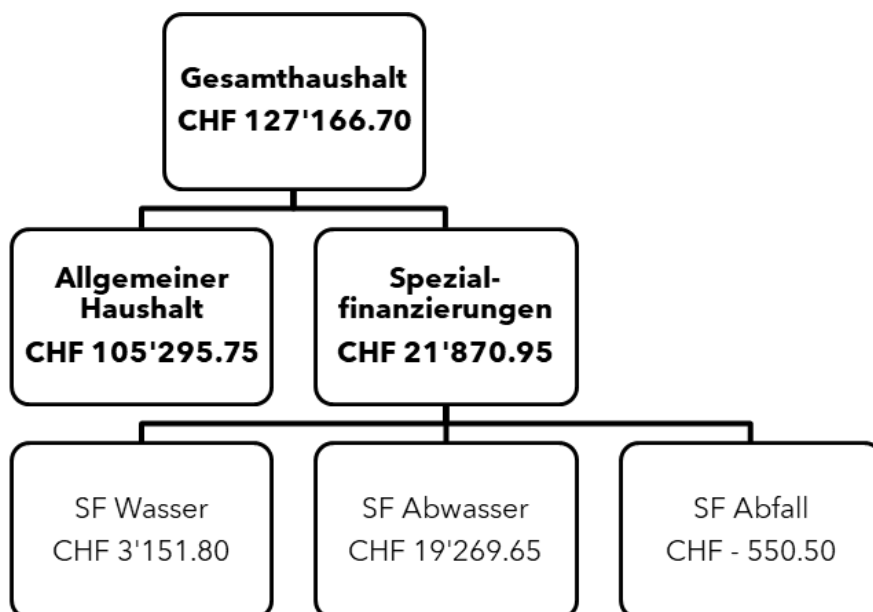 Gesamthaushalt
CHF 127'166.70
Allgemeiner
Haushalt
CHF 105'295.75
Spezial-
finanzierungen
CHF 21'870.95
SF Wasser
CHF 3'151.80
SF Abwasser
CHF 19'269.65
SF Abfall
CHF - 550.50